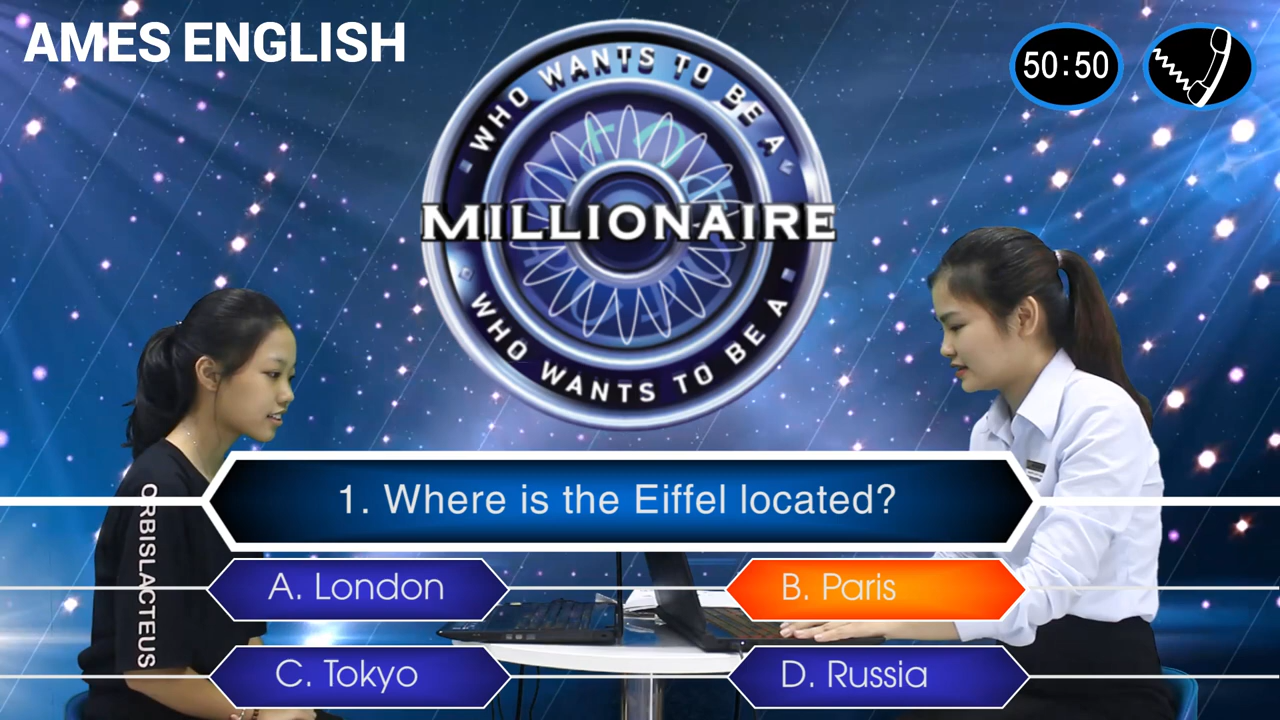 AMES ENGLISH
50:50
WHO WANTS TO BE A
MILLIONAIRE
WHO WANTS TO BE A
ORBISLACTEUS
1. Where is the Eiffel located?
A. London
B. Paris
C. Tokyo
D. Russia